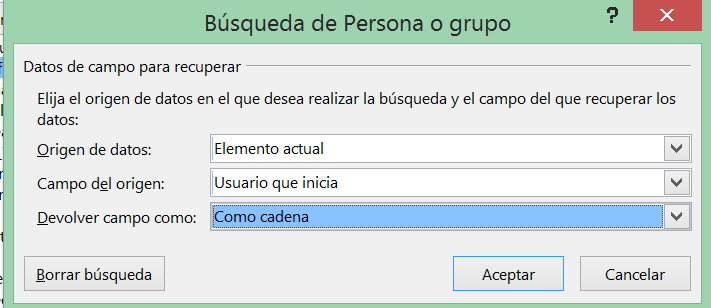 Búsqueda de Persona o grupo
?
Datos de campo para recuperar
Elija el origen de datos en el que desea realizar la búsqueda y el campo del que recuperar los
datos:
Origen de datos: Elemento actual
Campo del origen: Usuario que inicia
Devolver campo como: Como cadena
Borrar búsqueda Aceptar Cancelar